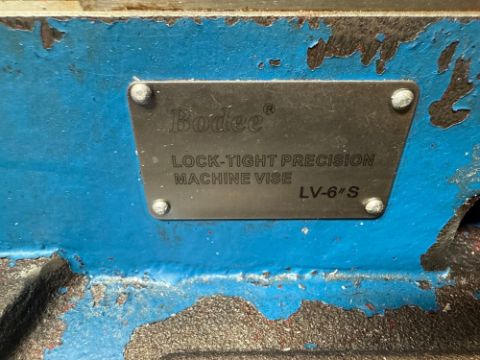 Bodee®
LOCK-TIGHT PRECISION
MACHINE VISE
LV-6"S